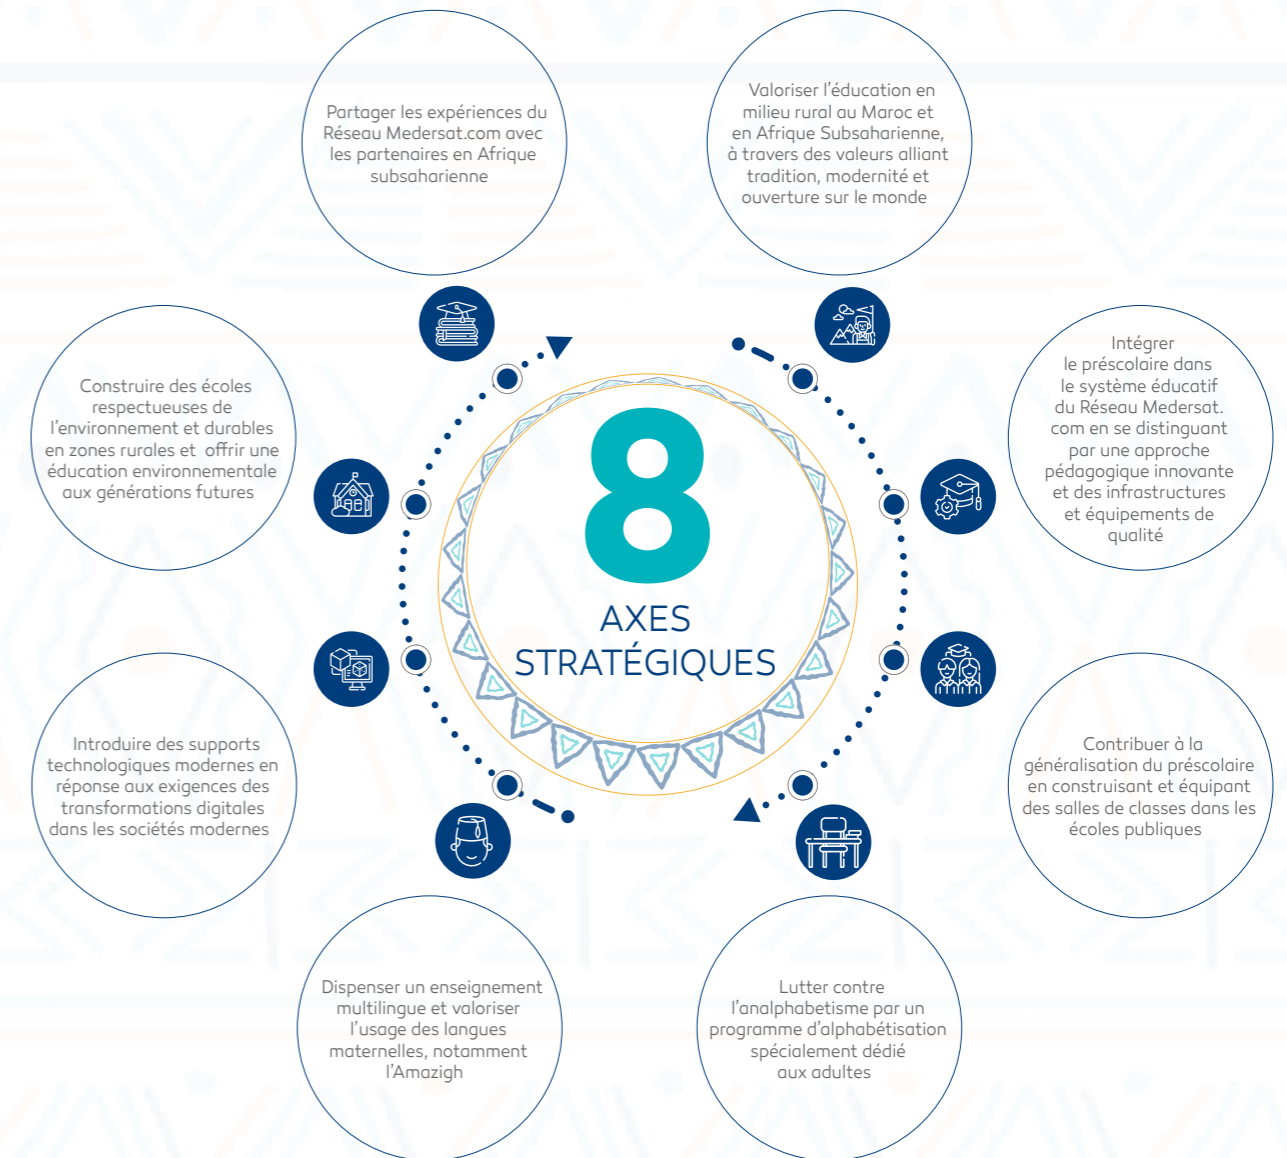 Partager les expériences du
Réseau Medersat.com avec
les partenaires en Afrique
subsaharienne
Valoriser l'éducation en
milieu rural au Maroc et
en Afrique Subsaharienne,
à travers des valeurs alliant
tradition, modernité et
ouverture sur le monde
Construire des écoles
respectueuses de
l'environnement et durables
en zones rurales et offrir une
éducation environnementale
aux générations futures
8
AXES
STRATÉGIQUES
Intégrer
le préscolaire dans
le système éducatif
du Réseau Medersat.
com en se distinguant
par une approche
pédagogique innovante
et des infrastructures
et équipements de
qualité
Introduire des supports
technologiques modernes en
réponse aux exigences des
transformations digitales
dans les sociétés modernes
Contribuer à la
généralisation du préscolaire
en construisant et équipant
des salles de classes dans les
écoles publiques
Dispenser un enseignement
multilingue et valoriser
l'usage des langues
maternelles, notamment
l'Amazigh
Lutter contre
l'analphabetisme par un
programme d'alphabétisation
spécialement dédié
aux adultes